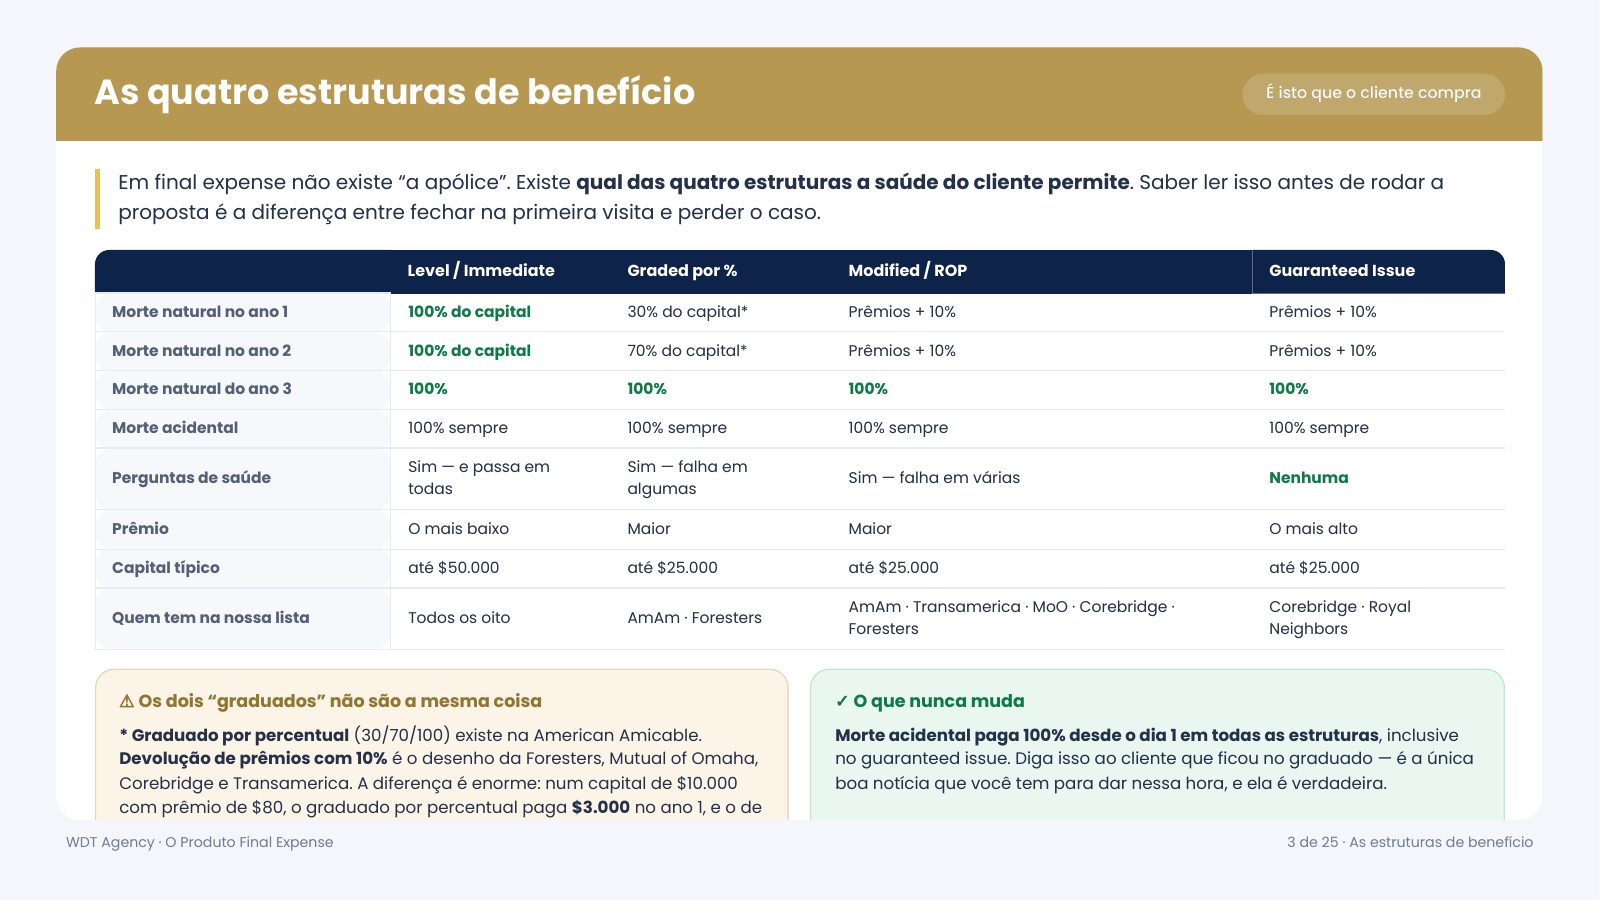 As quatro estruturas de benefício
É isto que o cliente compra
Em final expense não existe “a apólice”. Existe qual das quatro estruturas a saúde do cliente permite. Saber ler isso antes de rodar a
proposta é a diferença entre fechar na primeira visita e perder o caso.
Level / Immediate Graded por % Modified / ROP Guaranteed Issue
Morte natural no ano 1 100% do capital 30% do capital* Prêmios + 10% Prêmios + 10%
Morte natural no ano 2 100% do capital 70% do capital* Prêmios + 10% Prêmios + 10%
Morte natural do ano 3 100% 100% 100% 100%
Morte acidental 100% sempre 100% sempre 100% sempre 100% sempre
Perguntas de saúde Sim — e passa em todas Sim — falha em algumas Sim — falha em várias Nenhuma
Prêmio O mais baixo Maior Maior O mais alto
Capital típico até $50.000 até $25.000 até $25.000 até $25.000
Quem tem na nossa lista Todos os oito AmAm · Foresters AmAm · Transamerica · MoO · Corebridge · Foresters Corebridge · Royal Neighbors
⚠ Os dois “graduados” não são a mesma coisa
* Graduado por percentual (30/70/100) existe na American Amicable.
Devolução de prêmios com 10% é o desenho da Foresters, Mutual of Omaha,
Corebridge e Transamerica. A diferença é enorme: num capital de $10.000
com prêmio de $80, o graduado por percentual paga $3.000 no ano 1, e o de
✓ O que nunca muda
Morte acidental paga 100% desde o dia 1 em todas as estruturas, inclusive
no guaranteed issue. Diga isso ao cliente que ficou no graduado — é a única
boa notícia que você tem para dar nessa hora, e ela é verdadeira.
WDT Agency · O Produto Final Expense
3 de 25 · As estruturas de benefício